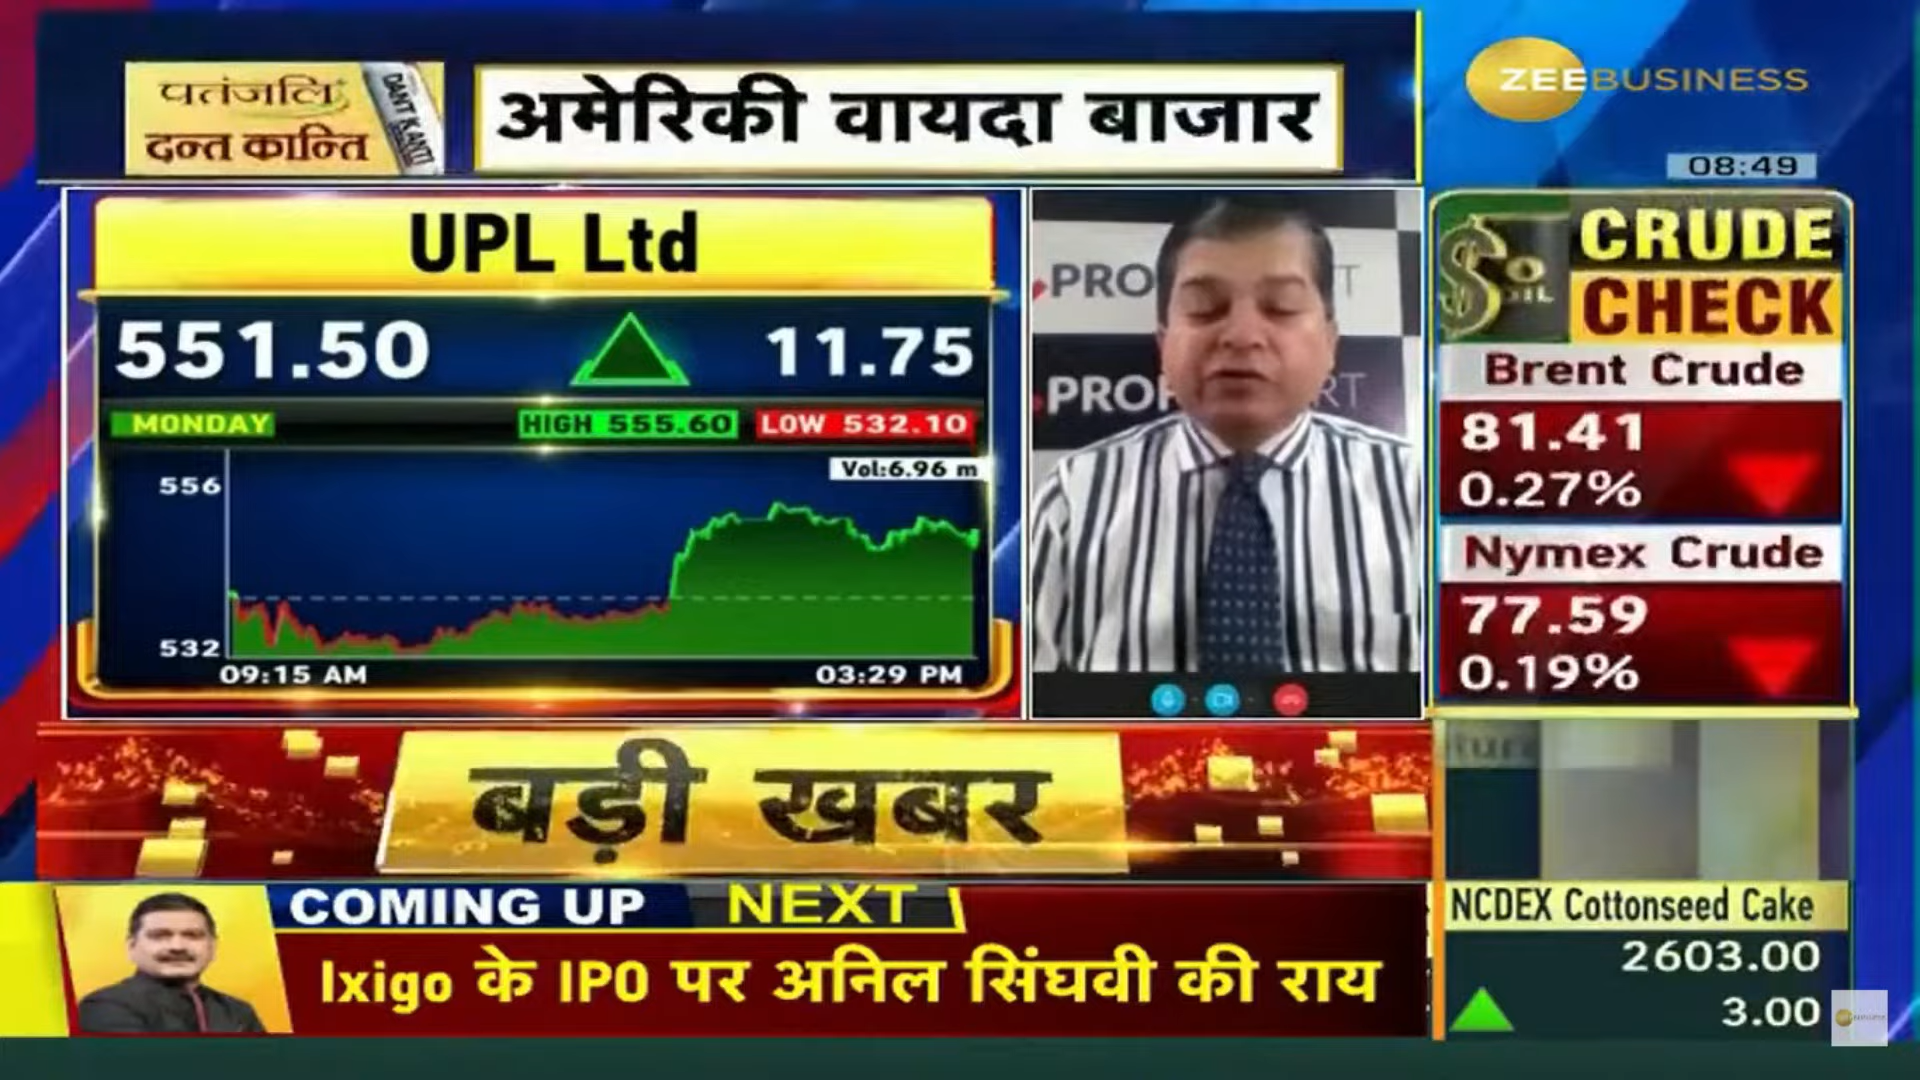 पतंजलि
दन्त कान्ति
DANT KANTI
अमेरिकी वायदा बाजार
ZEEBUSINESS
08:49
UPL Ltd
551.50 11.75
MONDAY HIGH 555.60 LOW 532.10
Vol:6.96 m
556
532
09:15 AM 03:29 PM
PRO T
PRO RT
OIL
CRUDE
CHECK
Brent Crude
81.41
0.27%
Nymex Crude
77.59
0.19%
बड़ी खबर
COMING UP NEXT
Ixigo के IPO पर अनिल सिंघवी की राय
NCDEX Cottonseed Cake
2603.00
3.00